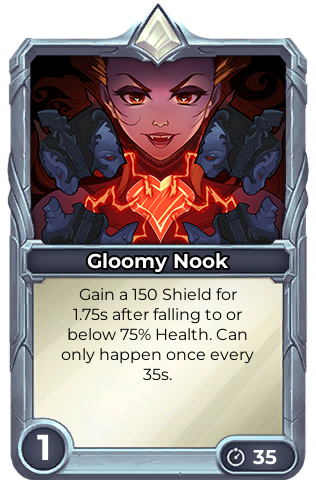 Gloomy Nook
Gain a 150 Shield for
1.75s after falling to or
below 75% Health. Can
only happen once every
35s.
1
35